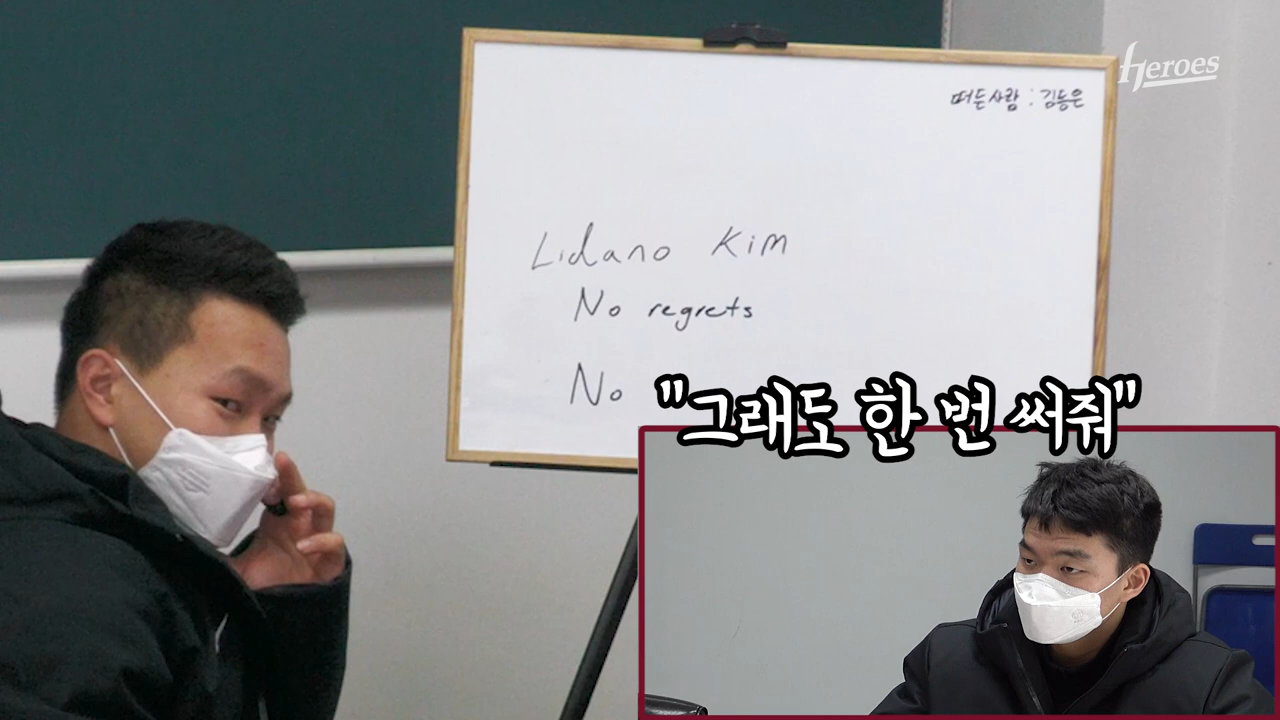 Heroes
떠든사람 : 김동은
Lidano Kim
No regrets
No
"그래도 한 번 써줘"